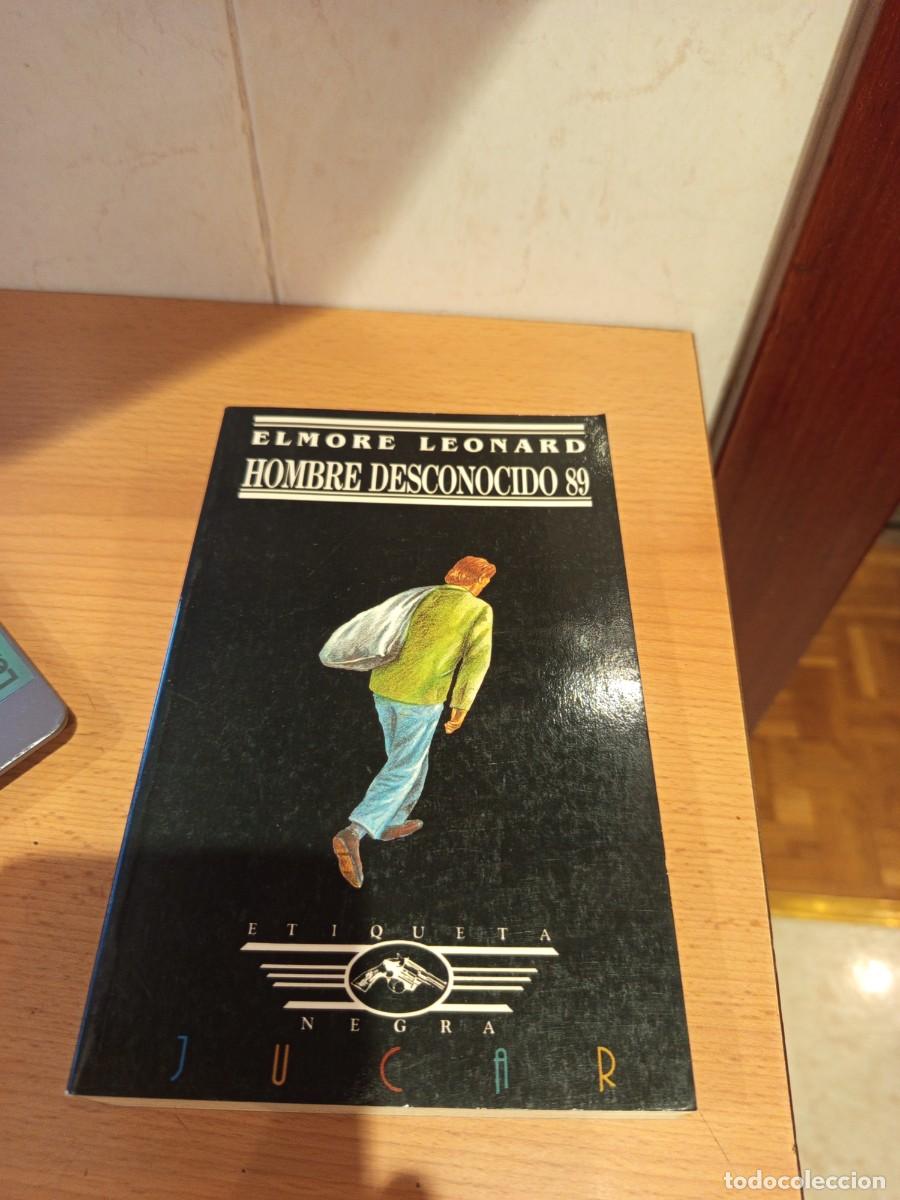 ELMORE LEONARD
HOMBRE DESCONOCIDO 89
ETIQUETA
NEGRA
JUCAR
todocoleccion